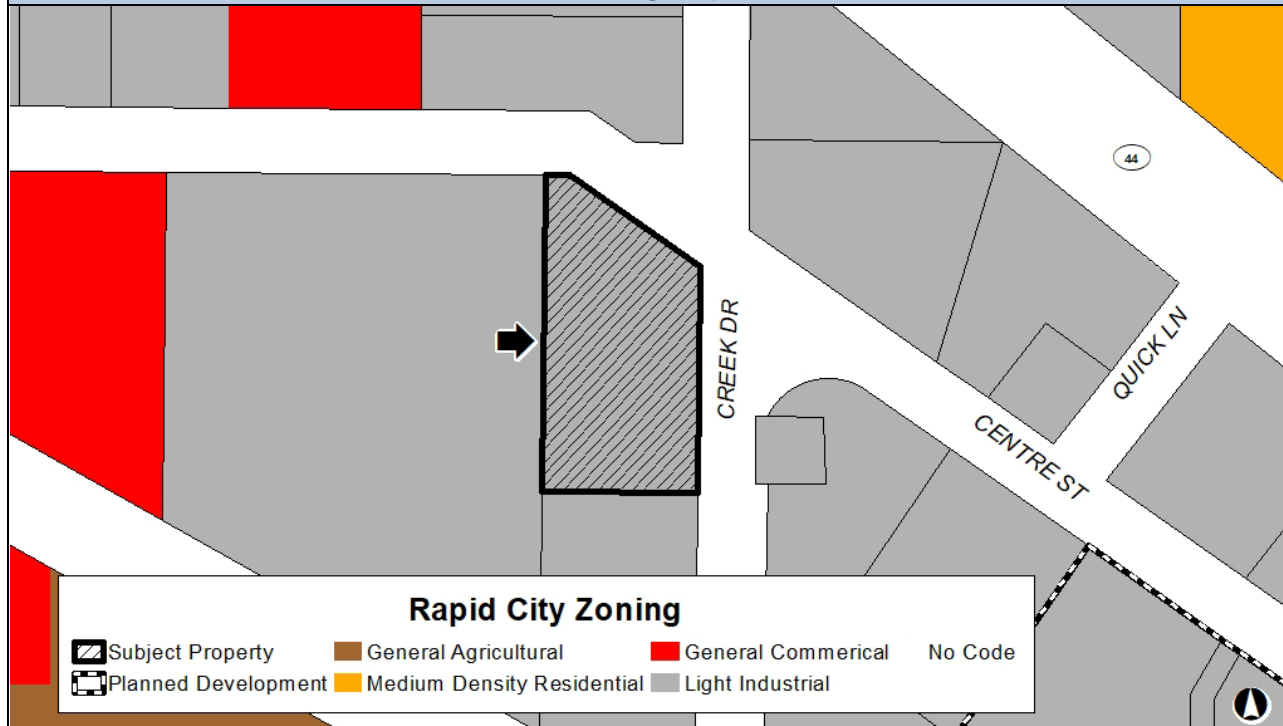 44
CREEK DR
QUICK LN
CENTRE ST
Rapid City Zoning
Subject Property
General Agricultural
General Commerical
No Code
Planned Development
Medium Density Residential
Light Industrial